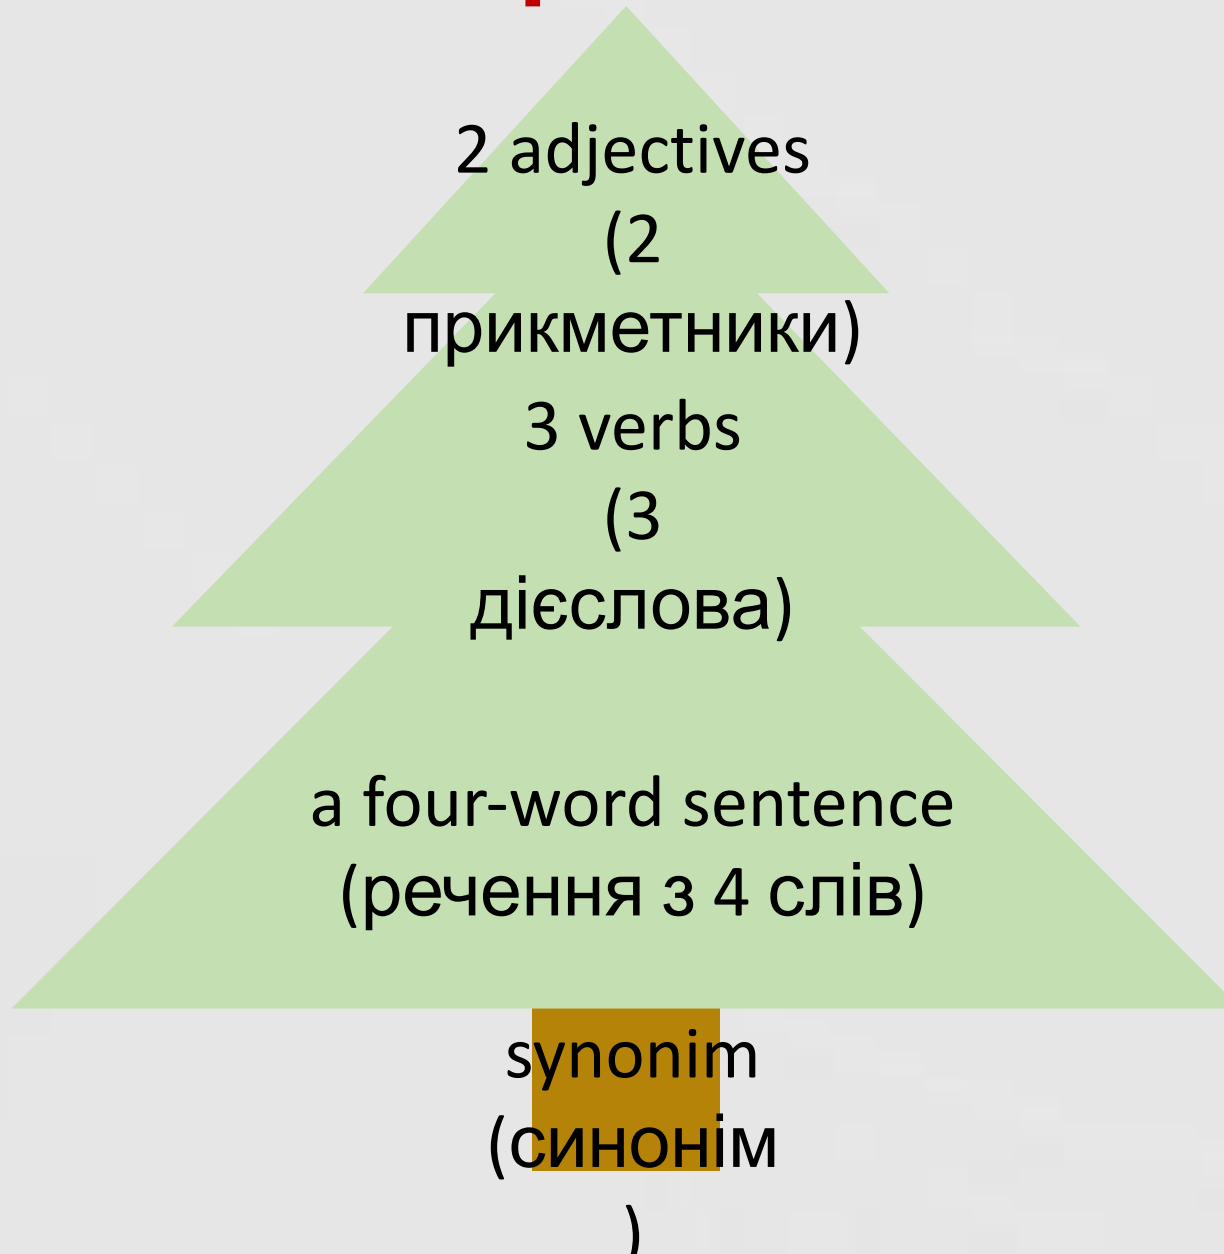 2 adjectives
(2
прикметники)
3 verbs
(3
дієслова)
a four-word sentence
(речення з 4 слів)
synonim
(синонім
)